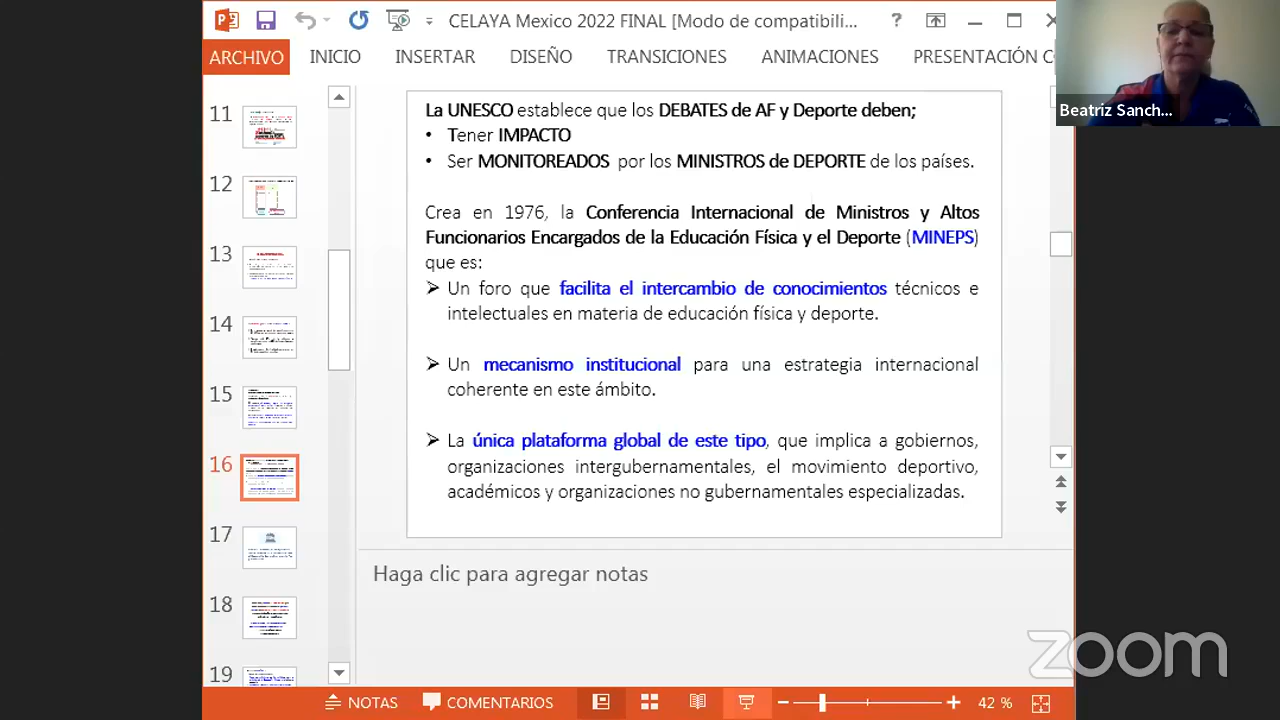 CELAYA Mexico 2022 FINAL [Modo de compatibili...
?
ARCHIVO INICIO INSERTAR DISEÑO TRANSICIONES ANIMACIONES PRESENTACIÓN
Beatriz Sanch...
11
12
13
14
15
16
17
18
19
La UNESCO establece que los DEBATES de AF y Deporte deben;
• Tener IMPACTO
• Ser MONITOREADOS por los MINISTROS de DEPORTE de los países.
Crea en 1976, la Conferencia Internacional de Ministros y Altos
Funcionarios Encargados de la Educación Física y el Deporte (MINEPS)
que es:
➢ Un foro que facilita el intercambio de conocimientos técnicos e
intelectuales en materia de educación física y deporte.
➢ Un mecanismo institucional para una estrategia internacional
coherente en este ámbito.
➢ La única plataforma global de este tipo, que implica a gobiernos,
organizaciones intergubernamentales, el movimiento deportivo,
académicos y organizaciones no gubernamentales especializadas.
Haga clic para agregar notas
zoom
NOTAS COMENTARIOS 42 %